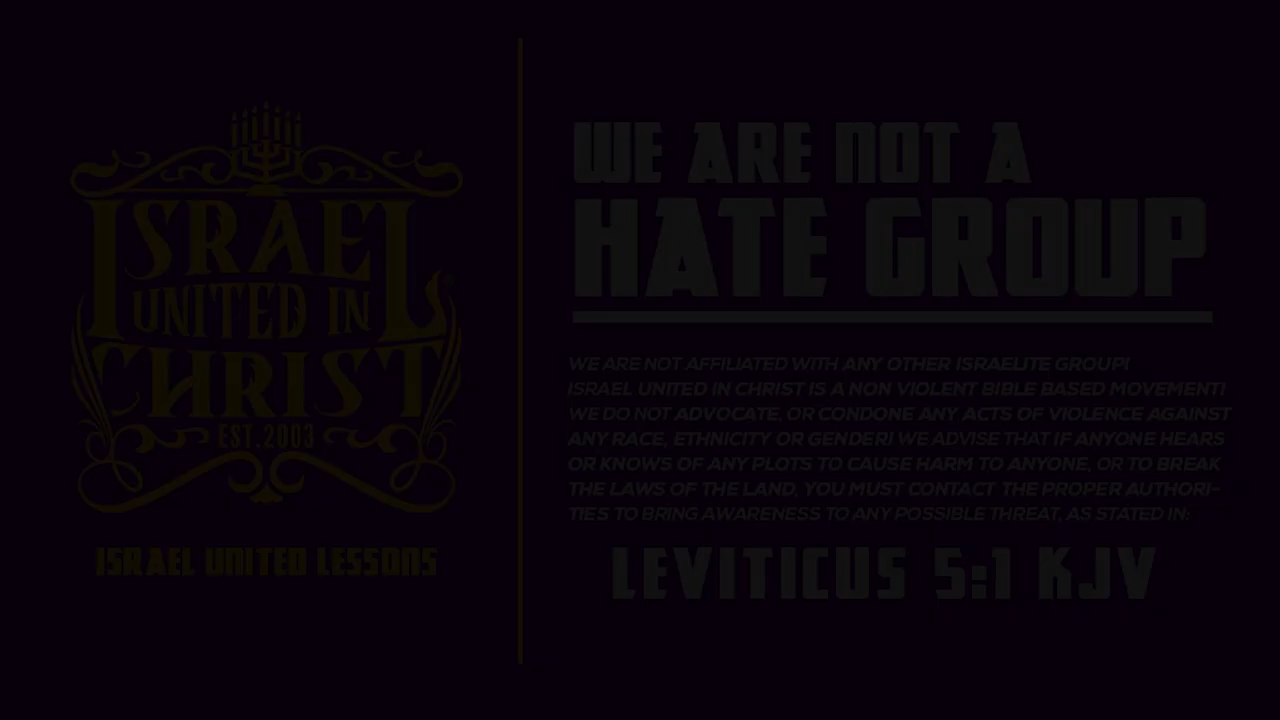 ISRAEL
UNITED IN
CHRIST
EST.2003
ISRAEL UNITED LESSONS
WE ARE NOT A
HATE GROUP
WE ARE NOT AFFILIATED WITH ANY OTHER ISRAELITE GROUP!
ISRAEL UNITED IN CHRIST IS A NON VIOLENT BIBLE BASED MOVEMENT!
WE DO NOT ADVOCATE, OR CONDONE ANY ACTS OF VIOLENCE AGAINST
ANY RACE, ETHNICITY OR GENDER! WE ADVISE THAT IF ANYONE HEARS
OR KNOWS OF ANY PLOTS TO CAUSE HARM TO ANYONE, OR TO BREAK
THE LAWS OF THE LAND, YOU MUST CONTACT THE PROPER AUTHORI-
TIES TO BRING AWARENESS TO ANY POSSIBLE THREAT, AS STATED IN:
LEVITICUS 5:1 KJV